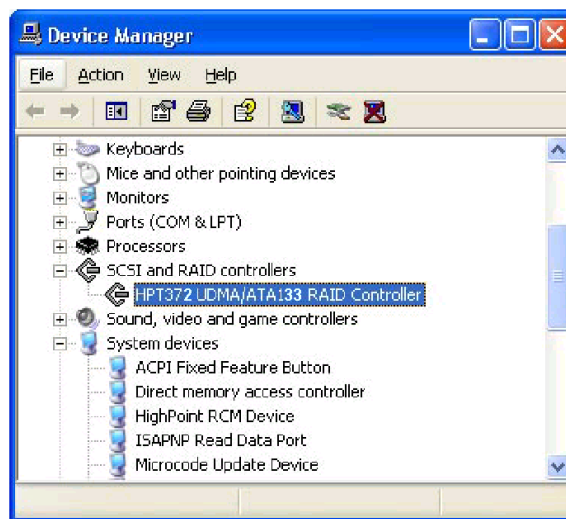 Device Manager
File Action View Help
Keyboards
Mice and other pointing devices
Monitors
Ports (COM & LPT)
Processors
SCSI and RAID controllers
HPT372 UDMA/ATA133 RAID Controller
Sound, video and game controllers
System devices
ACPI Fixed Feature Button
Direct memory access controller
HighPoint RCM Device
ISAPNP Read Data Port
Microcode Update Device